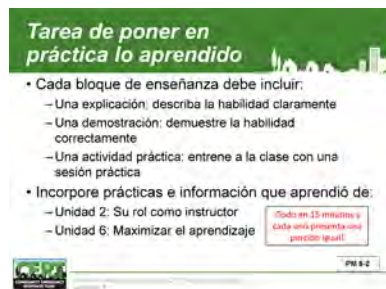 Tarea de poner en
práctica lo aprendido
• Cada bloque de enseñanza debe incluir:
– Una explicación: describa la habilidad claramente
– Una demostración: demuestre la habilidad
correctamente
– Una actividad práctica: entrene a la clase con una
sesión práctica
• Incorpore prácticas e información que aprendió de:
– Unidad 2: Su rol como instructor
– Unidad 6: Maximizar el aprendizaje
¡Todo en 15 minutos y
cada uno presenta una
porción igual!
PM 8-2